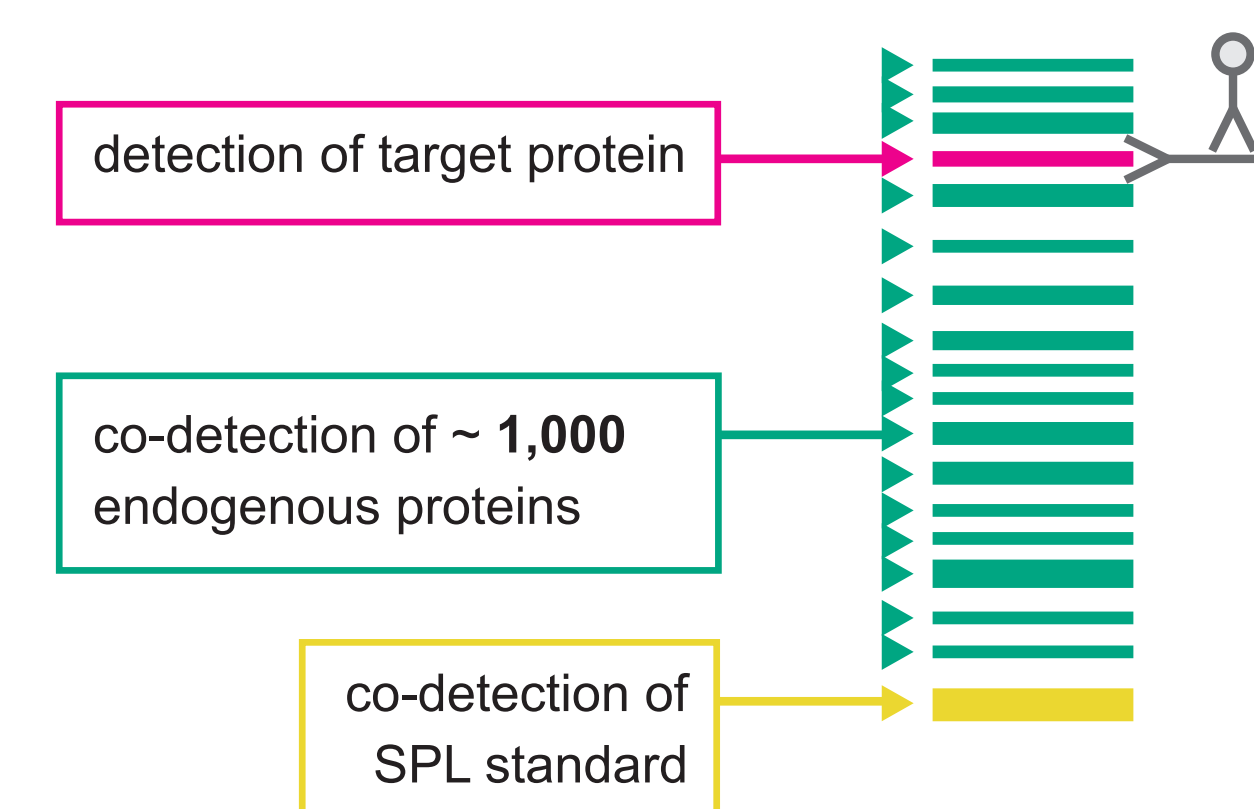 detection of target protein
co-detection of ~ 1,000
endogenous proteins
co-detection of
SPL standard